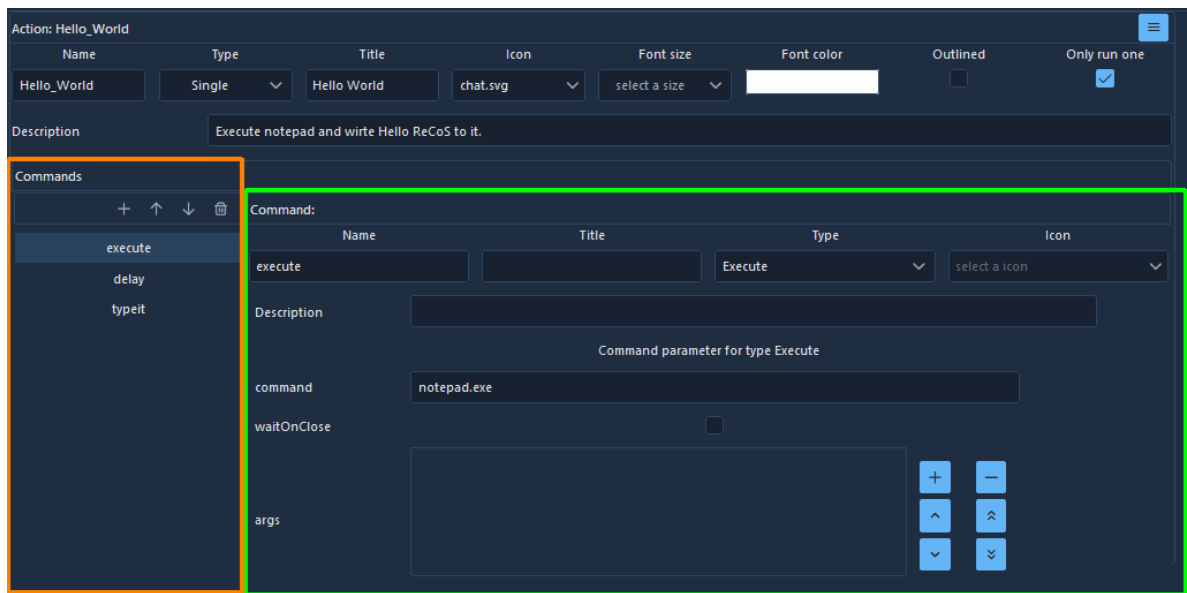 Action: Hello_World
Name Type Title Icon Font size Font color Outlined Only run one
Hello_World Single Hello World chat.svg select a size
Description Execute notepad and wirte Hello ReCoS to it.
Commands
Command:
Name Title Type Icon
execute
delay
typeit
execute Execute select a icon
Description
Command parameter for type Execute
command notepad.exe
waitOnClose
args